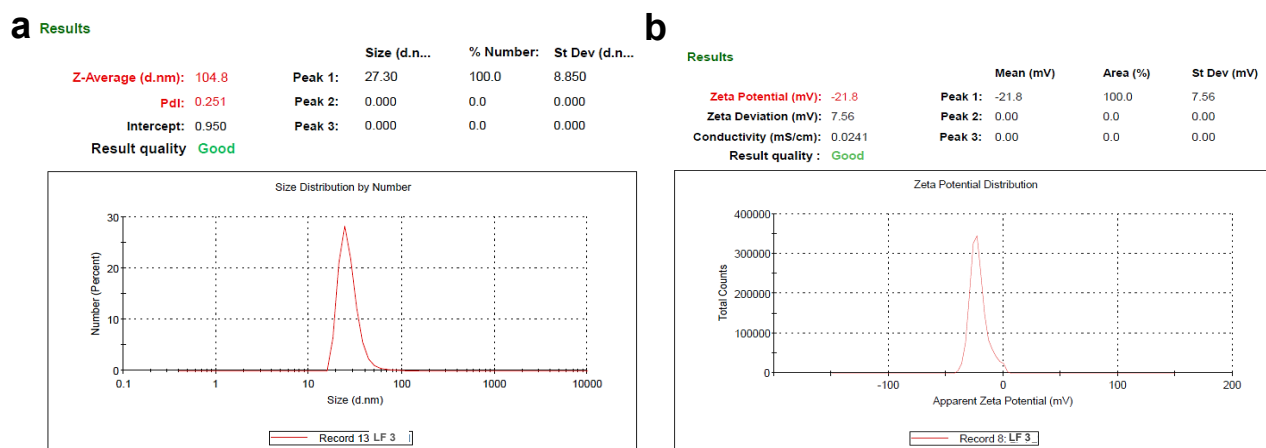 a
Results
Size (d.n... % Number: St Dev (d.n...
Z-Average (d.nm): 104.8 Peak 1: 27.30 100.0 8.850
PdI: 0.251 Peak 2: 0.000 0.0 0.000
Intercept: 0.950 Peak 3: 0.000 0.0 0.000
Result quality Good
Size Distribution by Number
Number (Percent)
30
20
10
0
0.1 1 10 100 1000 10000
Size (d.nm)
Record 13 LF 3
b
Results
Mean (mV) Area (%) St Dev (mV)
Zeta Potential (mV): -21.8 Peak 1: -21.8 100.0 7.56
Zeta Deviation (mV): 7.56 Peak 2: 0.00 0.0 0.00
Conductivity (mS/cm): 0.0241 Peak 3: 0.00 0.0 0.00
Result quality : Good
Zeta Potential Distribution
Total Counts
400000
300000
200000
100000
0
-100 0 100 200
Apparent Zeta Potential (mV)
Record 8: LF 3